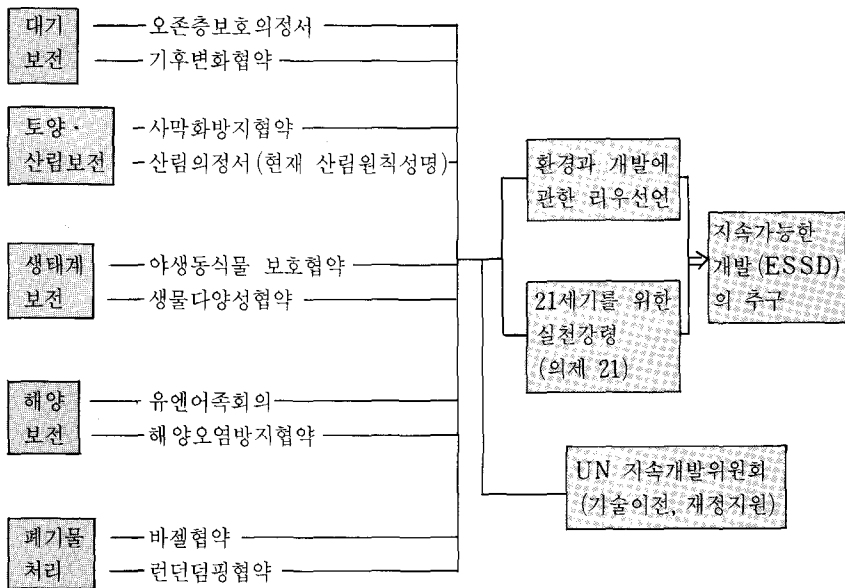 대기
보전
오존층보호의정서
기후변화협약
토양·
산림보전
사막화방지협약
산림의정서(현재 산림원칙성명)
생태계
보전
야생동식물 보호협약
생물다양성협약
해양
보전
유엔어족회의
해양오염방지협약
폐기물
처리
바젤협약
런던덤핑협약
환경과 개발에
관한 리우선언
21세기를 위한
실천강령
(의제 21)
지속가능한
개발(ESSD)
의 추구
UN 지속개발위원회
(기술이전, 재정지원)